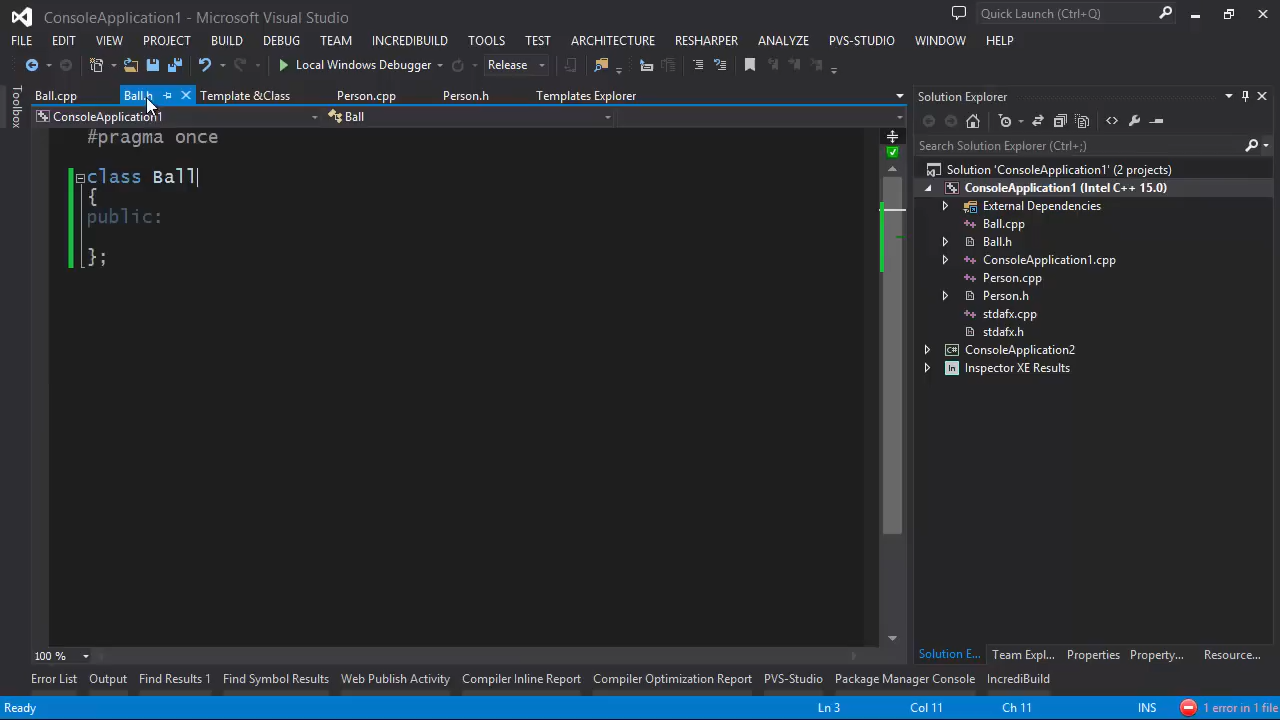 ConsoleApplication1 - Microsoft Visual Studio
Quick Launch (Ctrl+Q)
FILE EDIT VIEW PROJECT BUILD DEBUG TEAM INCREDIBUILD TOOLS TEST ARCHITECTURE RESHARPER ANALYZE PVS-STUDIO WINDOW HELP
Local Windows Debugger Release
Toolbox
Ball.cpp Ball.h Template &Class Person.cpp Person.h Templates Explorer
ConsoleApplication1 Ball
#pragma once
class Ball
{
public:
};
100 %
Solution Explorer
Search Solution Explorer (Ctrl+;)
Solution 'ConsoleApplication1' (2 projects)
ConsoleApplication1 (Intel C++ 15.0)
External Dependencies
Ball.cpp
Ball.h
ConsoleApplication1.cpp
Person.cpp
Person.h
stdafx.cpp
stdafx.h
C# ConsoleApplication2
In Inspector XE Results
Solution E... Team Expl... Properties Property... Resource...
Error List Output Find Results 1 Find Symbol Results Web Publish Activity Compiler Inline Report Compiler Optimization Report PVS-Studio Package Manager Console IncrediBuild
Ready Ln 3 Col 11 Ch 11 INS 1 error in 1 file